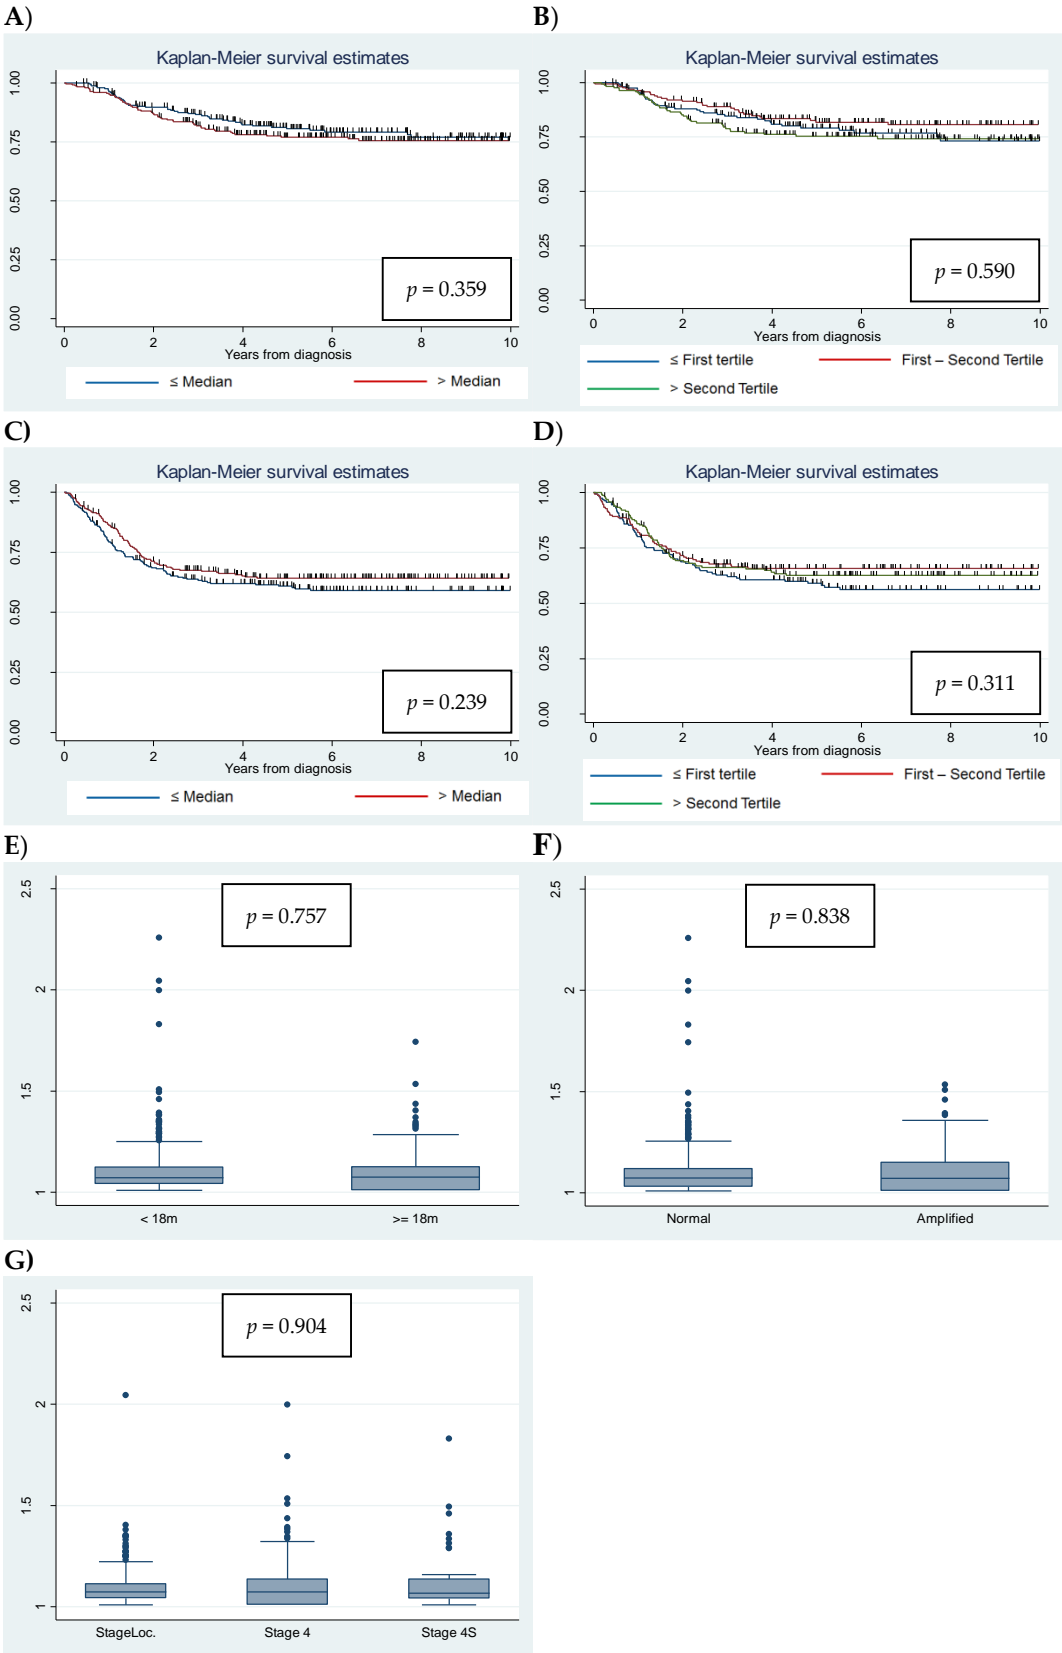 A)
Kaplan-Meier survival estimates
1.00
0.75
0.50
0.25
0.00
p = 0.359
0 2 4 6 8 10
Years from diagnosis
≤ Median > Median
B)
Kaplan-Meier survival estimates
1.00
0.75
0.50
0.25
0.00
p = 0.590
0 2 4 6 8 10
Years from diagnosis
≤ First tertile First – Second Tertile
> Second Tertile
C)
Kaplan-Meier survival estimates
1.00
0.75
0.50
0.25
0.00
p = 0.239
0 2 4 6 8 10
Years from diagnosis
≤ Median > Median
D)
Kaplan-Meier survival estimates
1.00
0.75
0.50
0.25
0.00
p = 0.311
0 2 4 6 8 10
Years from diagnosis
≤ First tertile First – Second Tertile
> Second Tertile
E)
2.5
2
1.5
1
p = 0.757
< 18m >= 18m
F)
2.5
2
1.5
1
p = 0.838
Normal Amplified
G)
2.5
2
1.5
1
p = 0.904
StageLoc. Stage 4 Stage 4S